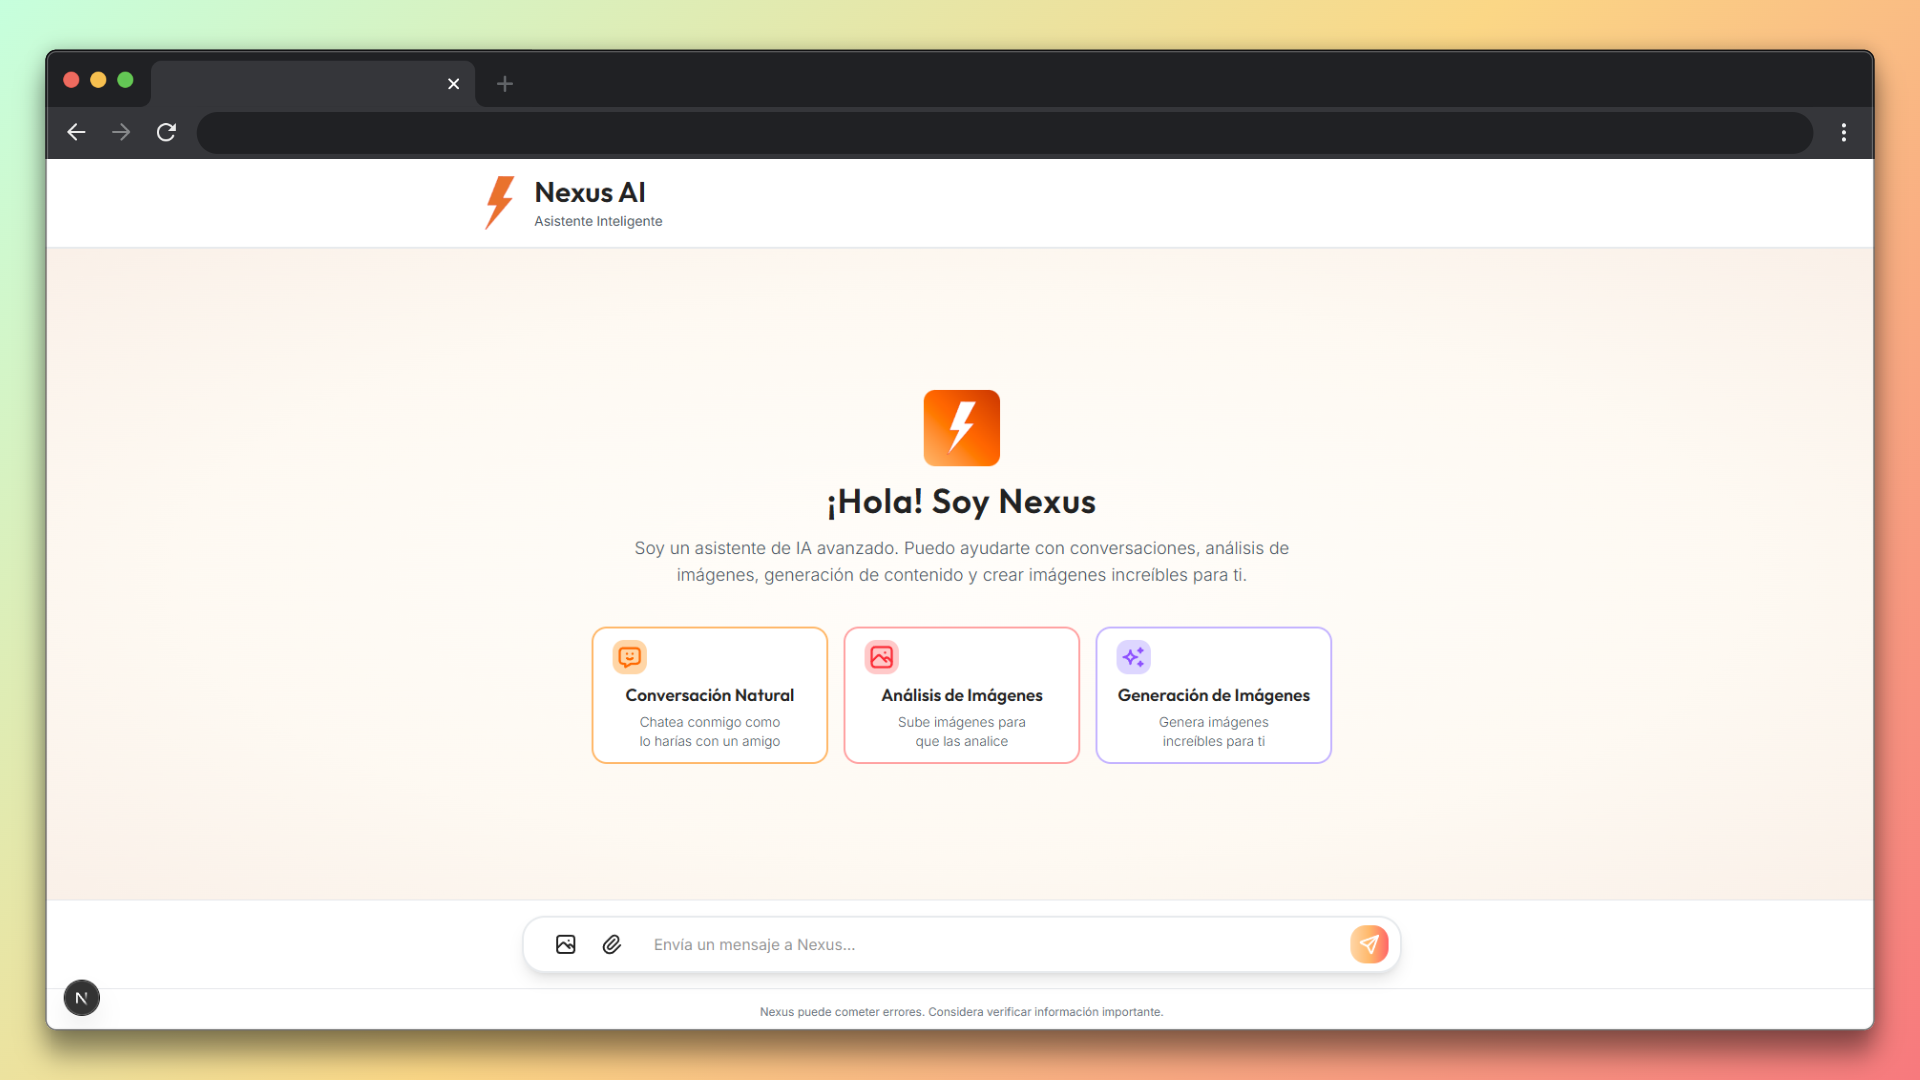 Nexus AI
Asistente Inteligente
¡Hola! Soy Nexus
Soy un asistente de IA avanzado. Puedo ayudarte con conversaciones, análisis de
imágenes, generación de contenido y crear imágenes increíbles para ti.
Conversación Natural
Chatea conmigo como
lo harías con un amigo
Análisis de Imágenes
Sube imágenes para
que las analice
Generación de Imágenes
Genera imágenes
increíbles para ti
Envía un mensaje a Nexus...
N
Nexus puede cometer errores. Considera verificar información importante.